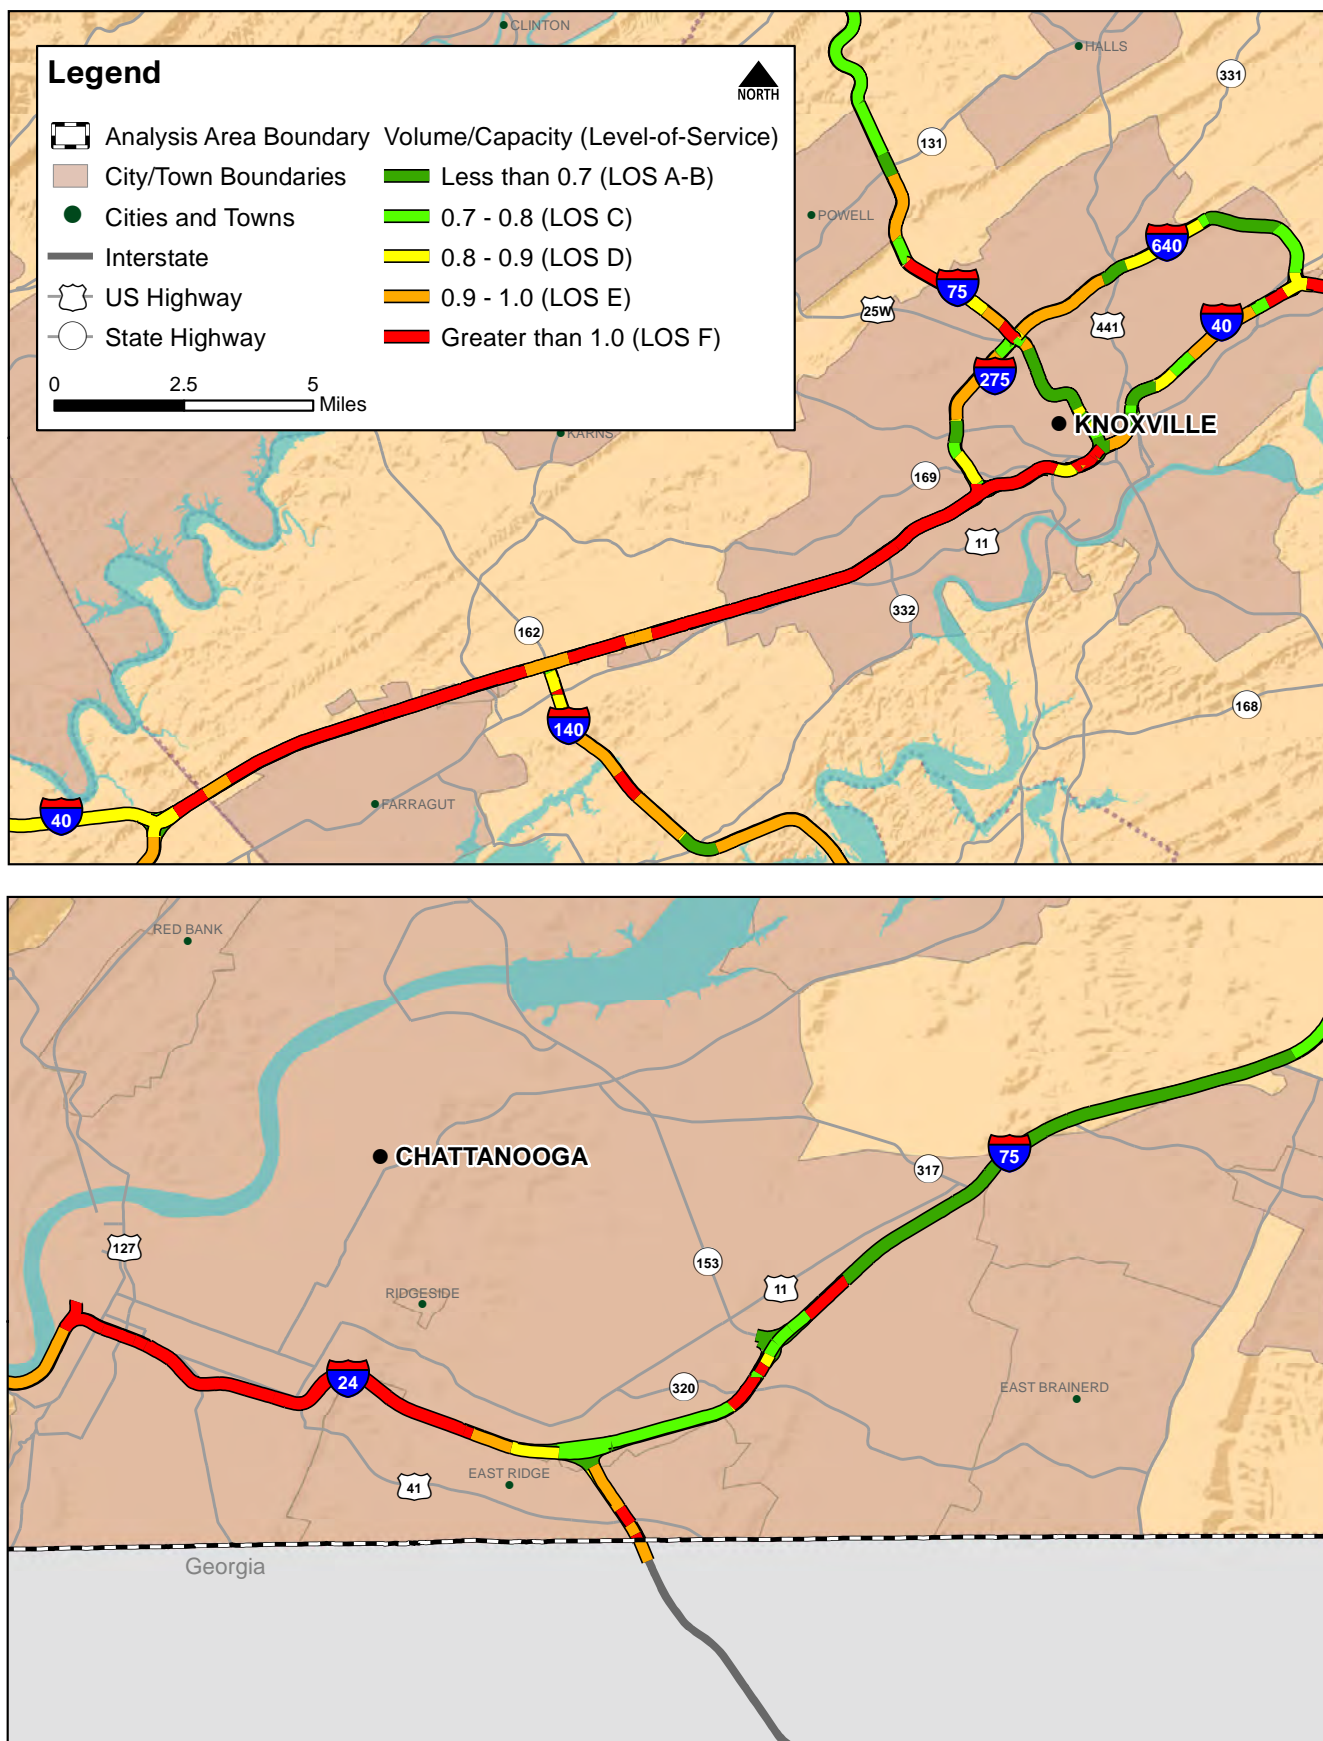 CLINTON
HALLS
331
131
POWELL
Legend
NORTH
Analysis Area Boundary
City/Town Boundaries
Cities and Towns
Interstate
US Highway
State Highway
Volume/Capacity (Level-of-Service)
Less than 0.7 (LOS A-B)
0.7 - 0.8 (LOS C)
0.8 - 0.9 (LOS D)
0.9 - 1.0 (LOS E)
Greater than 1.0 (LOS F)
0 2.5 5
Miles
640
75
25W
441
40
275
KNOXVILLE
KARNS
169
11
332
162
168
140
FARRAGUT
40
RED BANK
CHATTANOOGA
75
317
127
153
11
RIDGESIDE
24
320
EAST BRAINERD
EAST RIDGE
41
Georgia